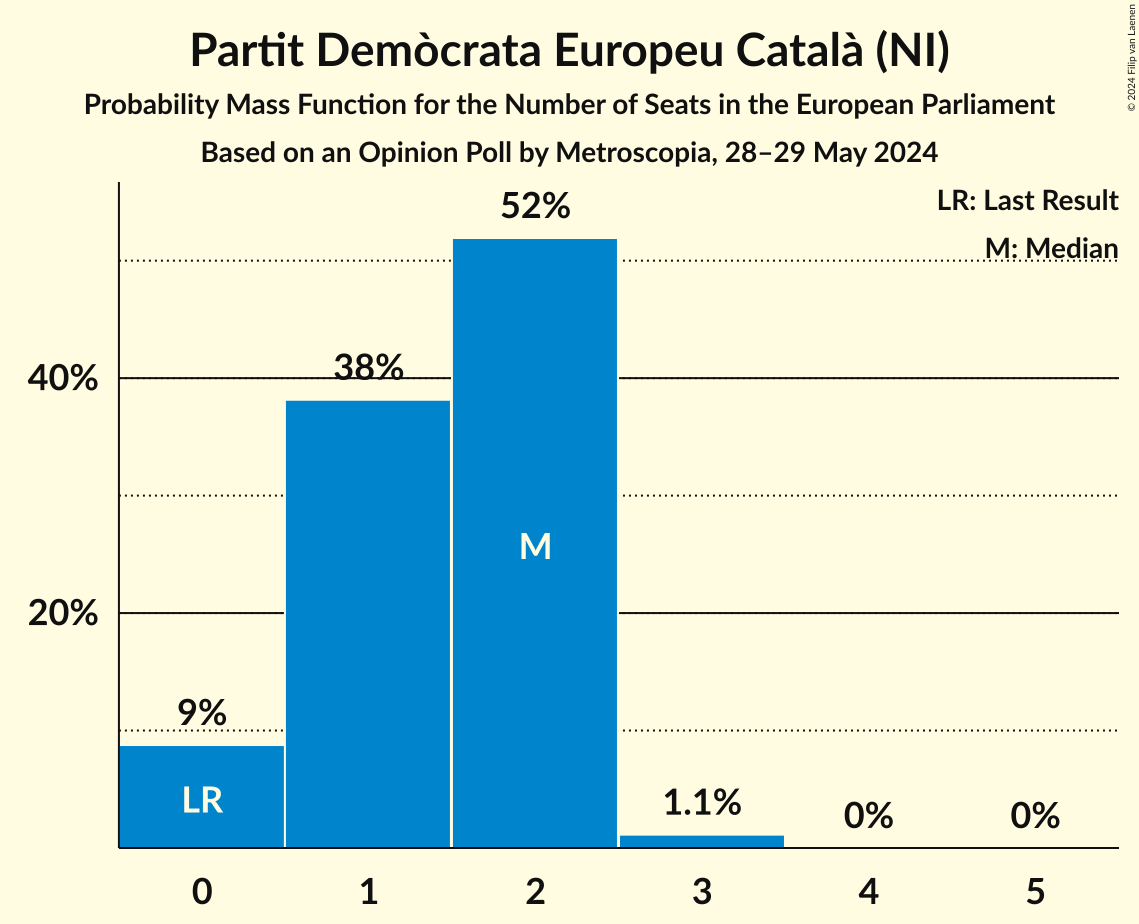 Partit Demòcrata Europeu Català (NI)
Probability Mass Function for the Number of Seats in the European Parliament
Based on an Opinion Poll by Metroscopia, 28–29 May 2024
© 2024 Filip van Laenen
LR: Last Result
M: Median
52%
38%
40%
M
20%
9%
LR
1.1%
0%
0%
0
1
2
3
4
5